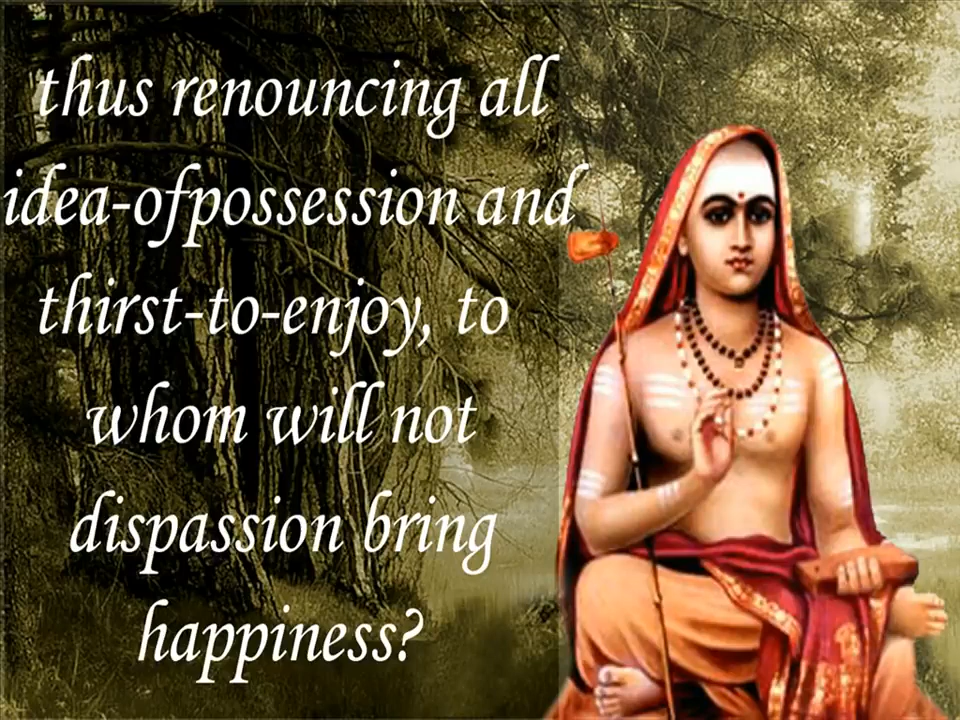 thus renouncing all
idea-ofpossession and
thirst-to-enjoy, to
whom will not
dispassion bring
happiness?